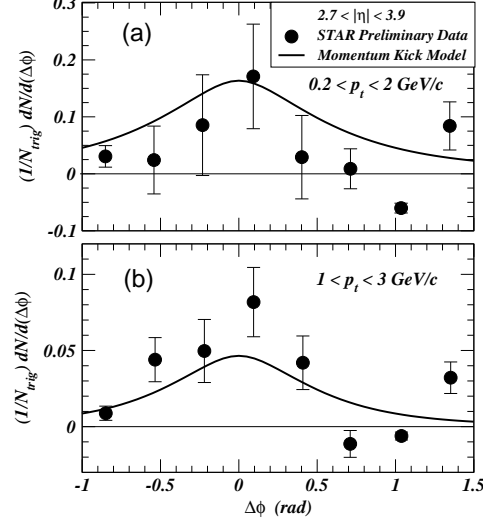 0.3
(a)
2.7 < |η| < 3.9
STAR Preliminary Data
Momentum Kick Model
0.2 < p_t < 2 GeV/c
0.2
0.1
0
-0.1
(1/N_trig) dN/d(Δϕ)
(b)
1 < p_t < 3 GeV/c
0.1
0.05
0
(1/N_trig) dN/d(Δϕ)
-1 -0.5 0 0.5 1 1.5
Δϕ (rad)